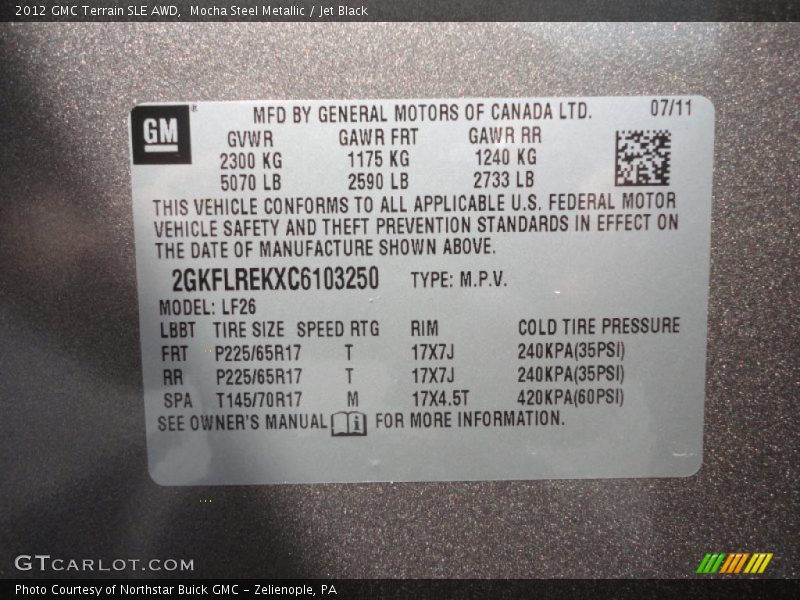 2012 GMC Terrain SLE AWD,  Mocha Steel Metallic / Jet Black
GM® MFD BY GENERAL MOTORS OF CANADA LTD. 07/11
GVWR GAWR FRT GAWR RR
2300 KG 1175 KG 1240 KG
5070 LB 2590 LB 2733 LB
THIS VEHICLE CONFORMS TO ALL APPLICABLE U.S. FEDERAL MOTOR
VEHICLE SAFETY AND THEFT PREVENTION STANDARDS IN EFFECT ON
THE DATE OF MANUFACTURE SHOWN ABOVE.
2GKFLREKXC6103250 TYPE: M.P.V.
MODEL: LF26
LBBT TIRE SIZE SPEED RTG RIM COLD TIRE PRESSURE
FRT P225/65R17 T 17X7J 240KPA(35PSI)
RR P225/65R17 T 17X7J 240KPA(35PSI)
SPA T145/70R17 M 17X4.5T 420KPA(60PSI)
SEE OWNER'S MANUAL i FOR MORE INFORMATION.
GTCARLOT.COM
Photo Courtesy of Northstar Buick GMC - Zelienople, PA